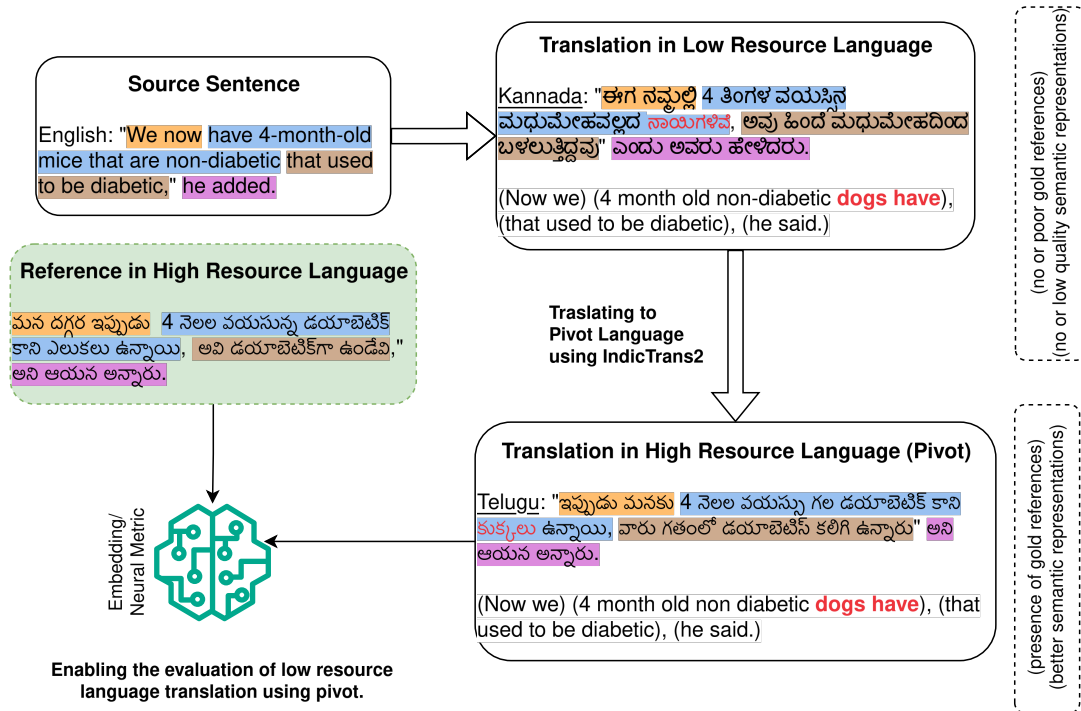 Source Sentence
English: "We now have 4-month-old
mice that are non-diabetic that used
to be diabetic," he added.
Translation in Low Resource Language
Kannada: "ಈಗ ನಮ್ಮಲ್ಲಿ 4 ತಿಂಗಳ ವಯಸ್ಸಿನ
ಮಧುಮೇಹವಲ್ಲದ ನಾಯಿಗಳಿವೆ, ಅವು ಹಿಂದೆ ಮಧುಮೇಹದಿಂದ
ಬಳಲುತ್ತಿದ್ದವು" ಎಂದು ಅವರು ಹೇಳಿದರು.
(Now we) (4 month old non-diabetic dogs have),
(that used to be diabetic), (he said.)
(no or poor gold references)
(no or low quality semantic representations)
Reference in High Resource Language
మన దగ్గర ఇప్పుడు 4 నెలల వయసున్న డయాబెటిక్
కాని ఎలుకలు ఉన్నాయి, అవి డయాబెటిక్‌గా ఉండేవి,"
అని ఆయన అన్నారు.
Traslating to
Pivot Language
using IndicTrans2
Translation in High Resource Language (Pivot)
Telugu: "ఇప్పుడు మనకు 4 నెలల వయస్సు గల డయాబెటిక్ కాని
కుక్కలు ఉన్నాయి, వారు గతంలో డయాబెటిస్ కలిగి ఉన్నారు" అని
ఆయన అన్నారు.
(Now we) (4 month old non diabetic dogs have), (that
used to be diabetic), (he said.)
(presence of gold references)
(better semantic representations)
Embedding/
Neural Metric
Enabling the evaluation of low resource
language translation using pivot.